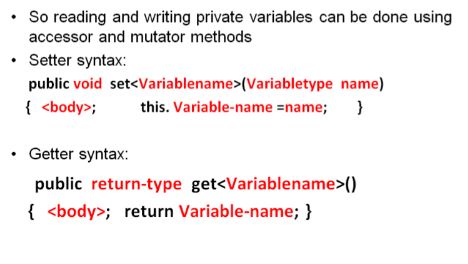 • So reading and writing private variables can be done using
accessor and mutator methods
• Setter syntax:
public void set<Variablename>(Variabletype name)
{ <body>; this. Variable-name =name; }
• Getter syntax:
public return-type get<Variablename>()
{ <body>; return Variable-name; }